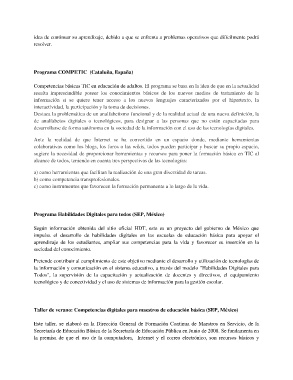 idea de continuar su aprendizaje, debido a que se enfrenta a problemas operativos que difícilmente podrá
resolver.
Programa COMPETIC (Cataluña, España)
Competencias básicas TIC en educación de adultos. El programa se basa en la idea de que en la actualidad
resulta imprescindible poseer los conocimientos básicos de los nuevos medios de tratamiento de la
información si se quiere tener acceso a los nuevos lenguajes caracterizados por el hipertexto, la
interactividad, la participación y la toma de decisiones.
Destaca la problemática de un analfabetismo funcional y de la realidad actual de una nueva definición, la
de analfabetos digitales o tecnológicos, para designar a las personas que no están capacitadas para
desarrollarse de forma autónoma en la sociedad de la información con el uso de las tecnologías digitales.
Ante la realidad de que Internet se ha convertido en un espacio donde, mediante herramientas
colaborativas como los blogs, los foros o las wikis, todos pueden participar y buscar su propio espacio,
sugiere la necesidad de proporcionar herramientas y recursos para poner la formación básica en TIC al
alcance de todos, teniendo en cuenta tres perspectivas de las tecnologías:
a) como herramientas que facilitan la realización de una gran diversidad de tareas.
b) como competencia transprofesionales.
c) como instrumentos que favorecen la formación permanente a lo largo de la vida.
Programa Habilidades Digitales para todos (SEP, México)
Según información obtenida del sitio oficial HDT, esta es un proyecto del gobierno de México que
impulsa el desarrollo de habilidades digitales en las escuelas de educación básica para apoyar el
aprendizaje de los estudiantes, ampliar sus competencias para la vida y favorecer su inserción en la
sociedad del conocimiento.
Pretende contribuir al cumplimiento de este objetivo mediante el desarrollo y utilización de tecnologías de
la información y comunicación en el sistema educativo, a través del modelo "Habilidades Digitales para
Todos", la supervisión de la capacitación y actualización de docentes y directivos, el equipamiento
tecnológico y de conectividad y el uso de sistemas de información para la gestión escolar.
Taller de verano: Competencias digitales para maestros de educación básica (SEP, México)
Este taller, se elaboró en la Dirección General de Formación Continua de Maestros en Servicio, de la
Secretaría de Educación Básica de la Secretaría de Educación Pública en Junio de 2008. Se fundamenta en
la premisa de que el uso de la computadora, Internet y el correo electrónico, son recursos básicos y